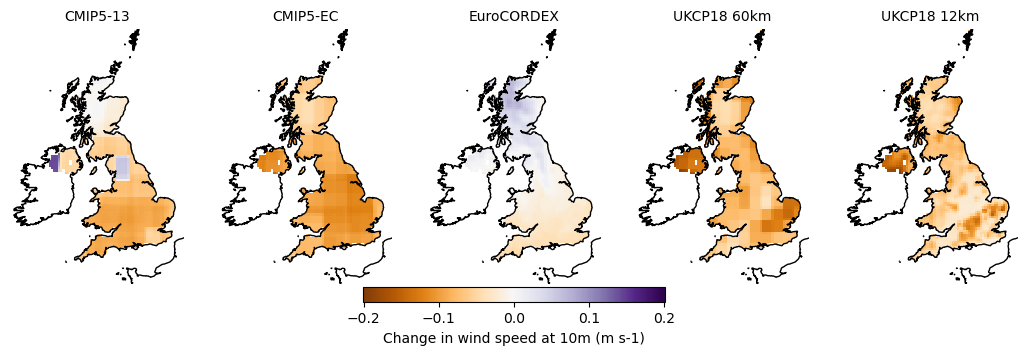 CMIP5-13
CMIP5-EC
EuroCORDEX
UKCP18 60km
UKCP18 12km
−0.2
−0.1
0.0
0.1
0.2
Change in wind speed at 10m (m s-1)